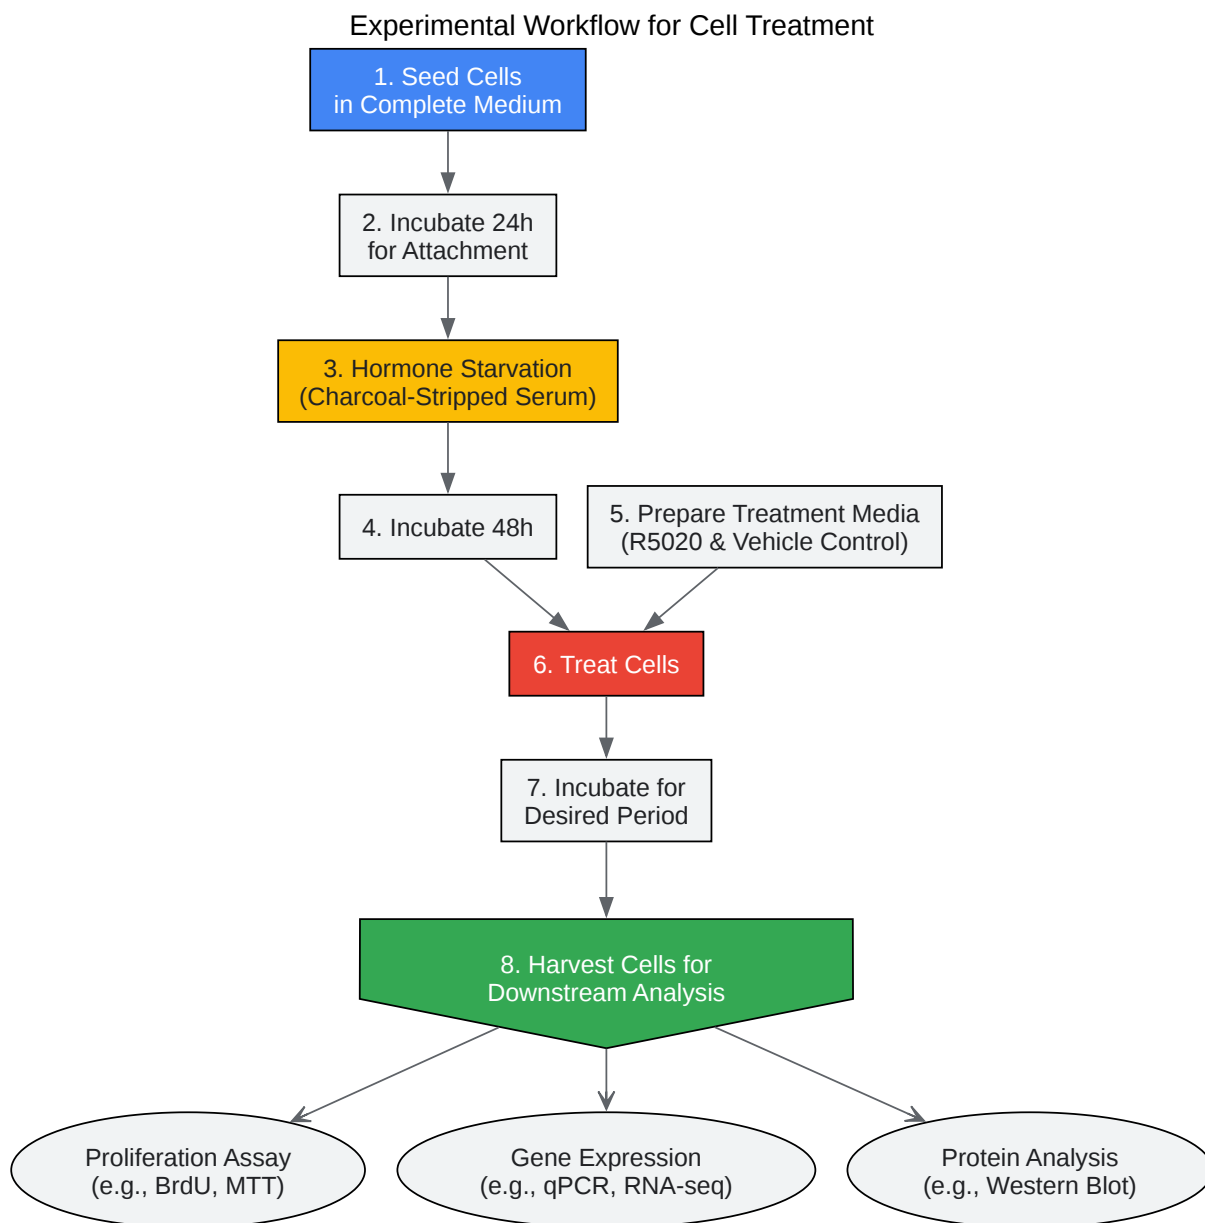 Experimental Workflow for Cell Treatment
1. Seed Cells
in Complete Medium
2. Incubate 24h
for Attachment
3. Hormone Starvation
(Charcoal-Stripped Serum)
4. Incubate 48h
5. Prepare Treatment Media
(R5020 & Vehicle Control)
6. Treat Cells
7. Incubate for
Desired Period
8. Harvest Cells for
Downstream Analysis
Proliferation Assay
(e.g., BrdU, MTT)
Gene Expression
(e.g., qPCR, RNA-seq)
Protein Analysis
(e.g., Western Blot)